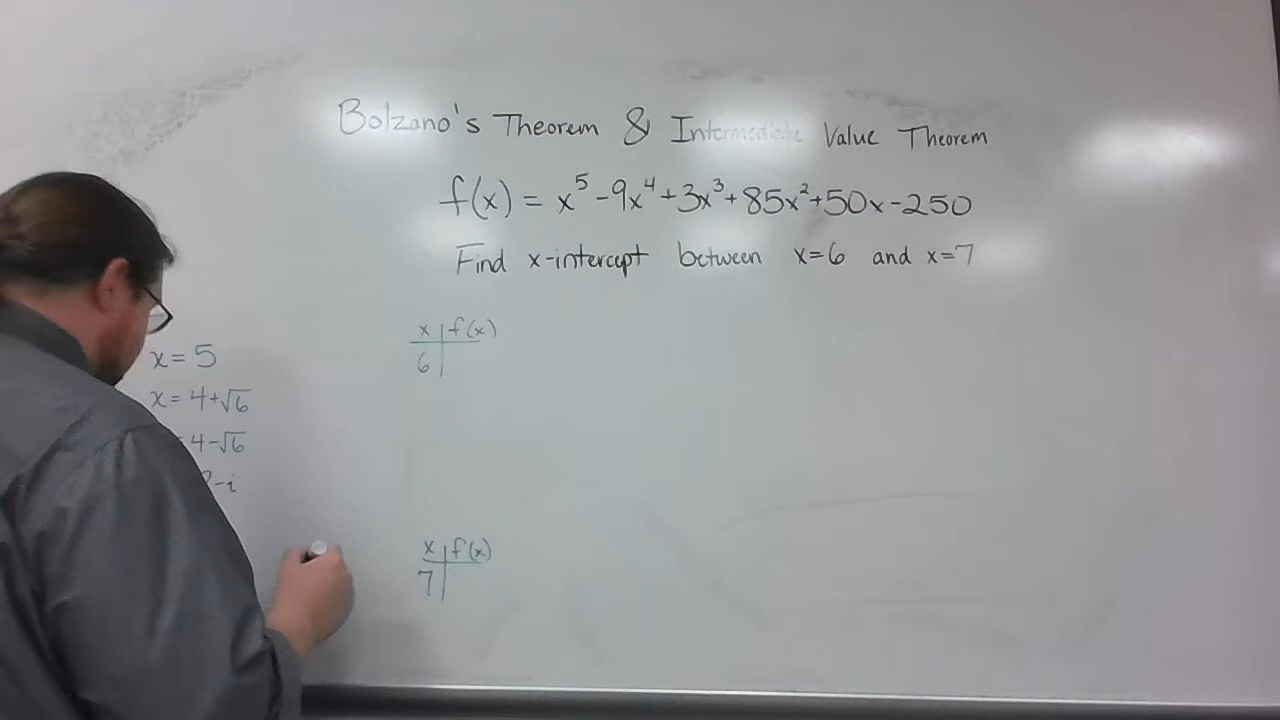 Bolzano's Theorem & Intermediate Value Theorem
f(x) = x⁵-9x⁴+3x³+85x²+50x-250
Find x-intercept between x=6 and x=7
x f(x)
6
x = 5
x = 4+√6
4-√6
-i
x f(x)
7